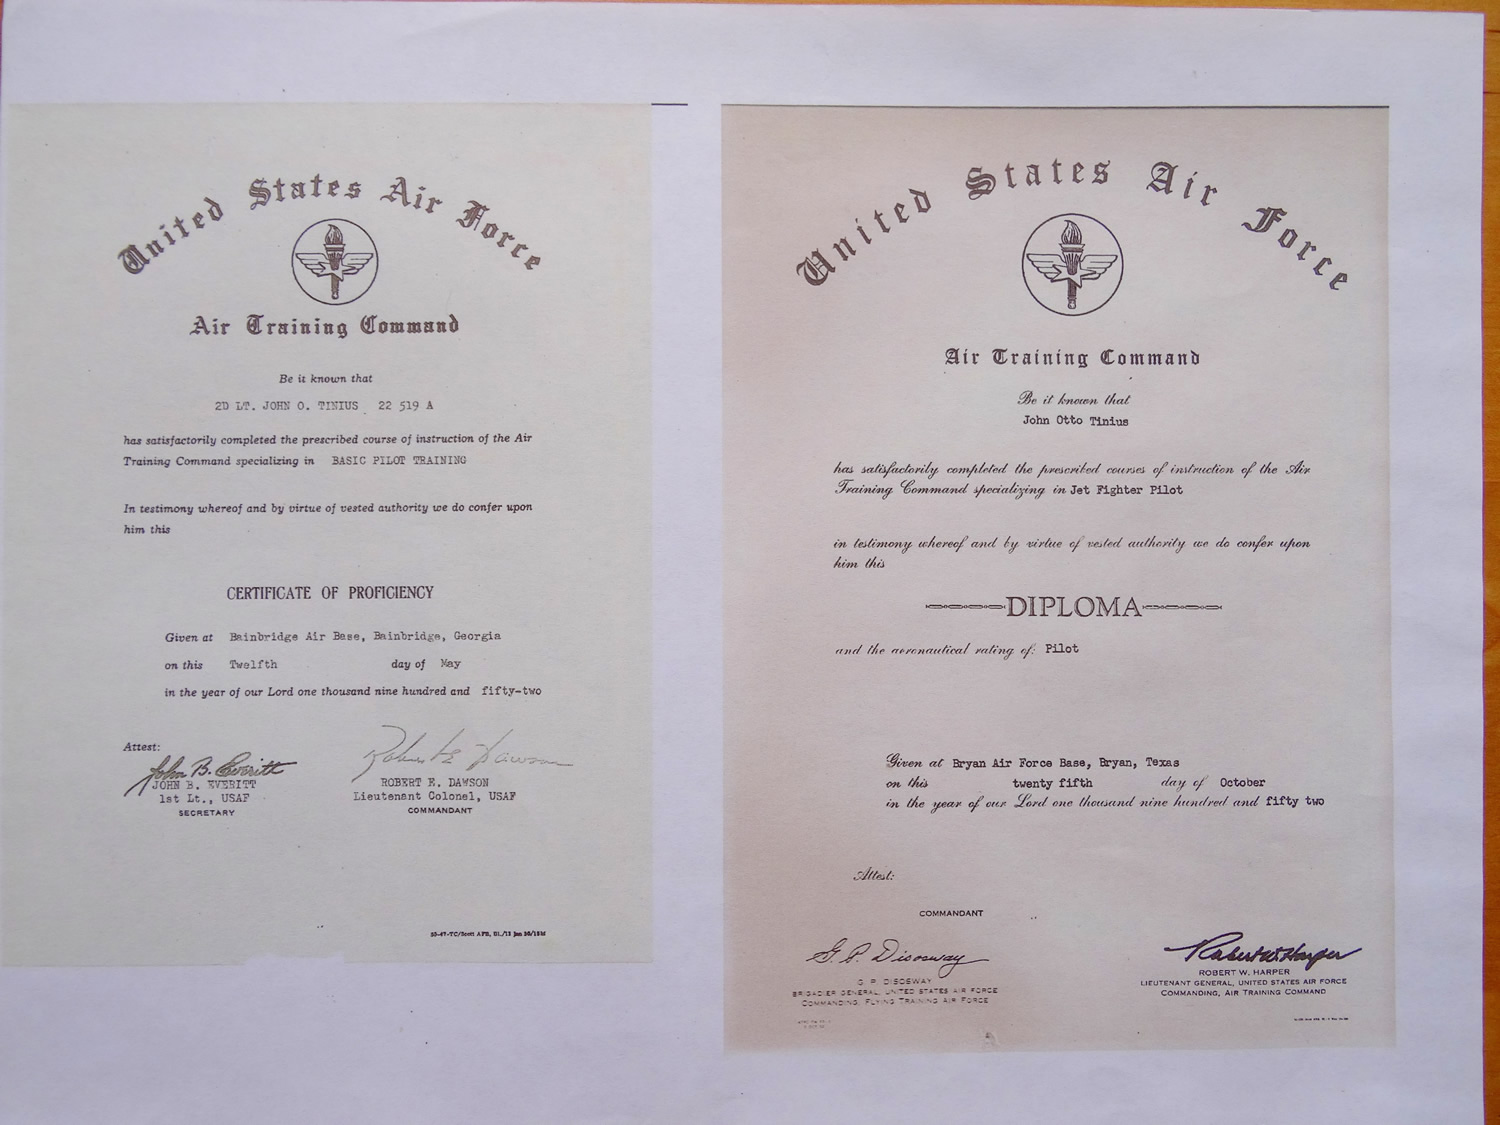 United States Air Force
Air Training Command
Be it known that
2D LT. JOHN O. TINIUS 22 519 A
has satisfactorily completed the prescribed course of instruction of the Air
Training Command specializing in BASIC PILOT TRAINING
In testimony whereof and by virtue of vested authority we do confer upon
him this
CERTIFICATE OF PROFICIENCY
Given at Bainbridge Air Base, Bainbridge, Georgia
on this Twelfth day of May
in the year of our Lord one thousand nine hundred and fifty-two
Attest:
John B. Everitt
JOHN B. EVERITT
1st Lt., USAF
SECRETARY
Robert E. Dawson
ROBERT E. DAWSON
Lieutenant Colonel, USAF
COMMANDANT
United States Air Force
Air Training Command
Be it known that
John Otto Tinius
has satisfactorily completed the prescribed courses of instruction of the Air
Training Command specializing in Jet Fighter Pilot
in testimony whereof and by virtue of vested authority we do confer upon
him this
DIPLOMA
and the aeronautical rating of: Pilot
Given at Bryan Air Force Base, Bryan, Texas
on this twenty fifth day of October
in the year of our Lord one thousand nine hundred and fifty two
Attest:
COMMANDANT
G. P. Disosway
G P DISOSWAY
BRIGADIER GENERAL, UNITED STATES AIR FORCE
COMMANDING, FLYING TRAINING AIR FORCE
Robert W. Harper
ROBERT W. HARPER
LIEUTENANT GENERAL, UNITED STATES AIR FORCE
COMMANDING, AIR TRAINING COMMAND